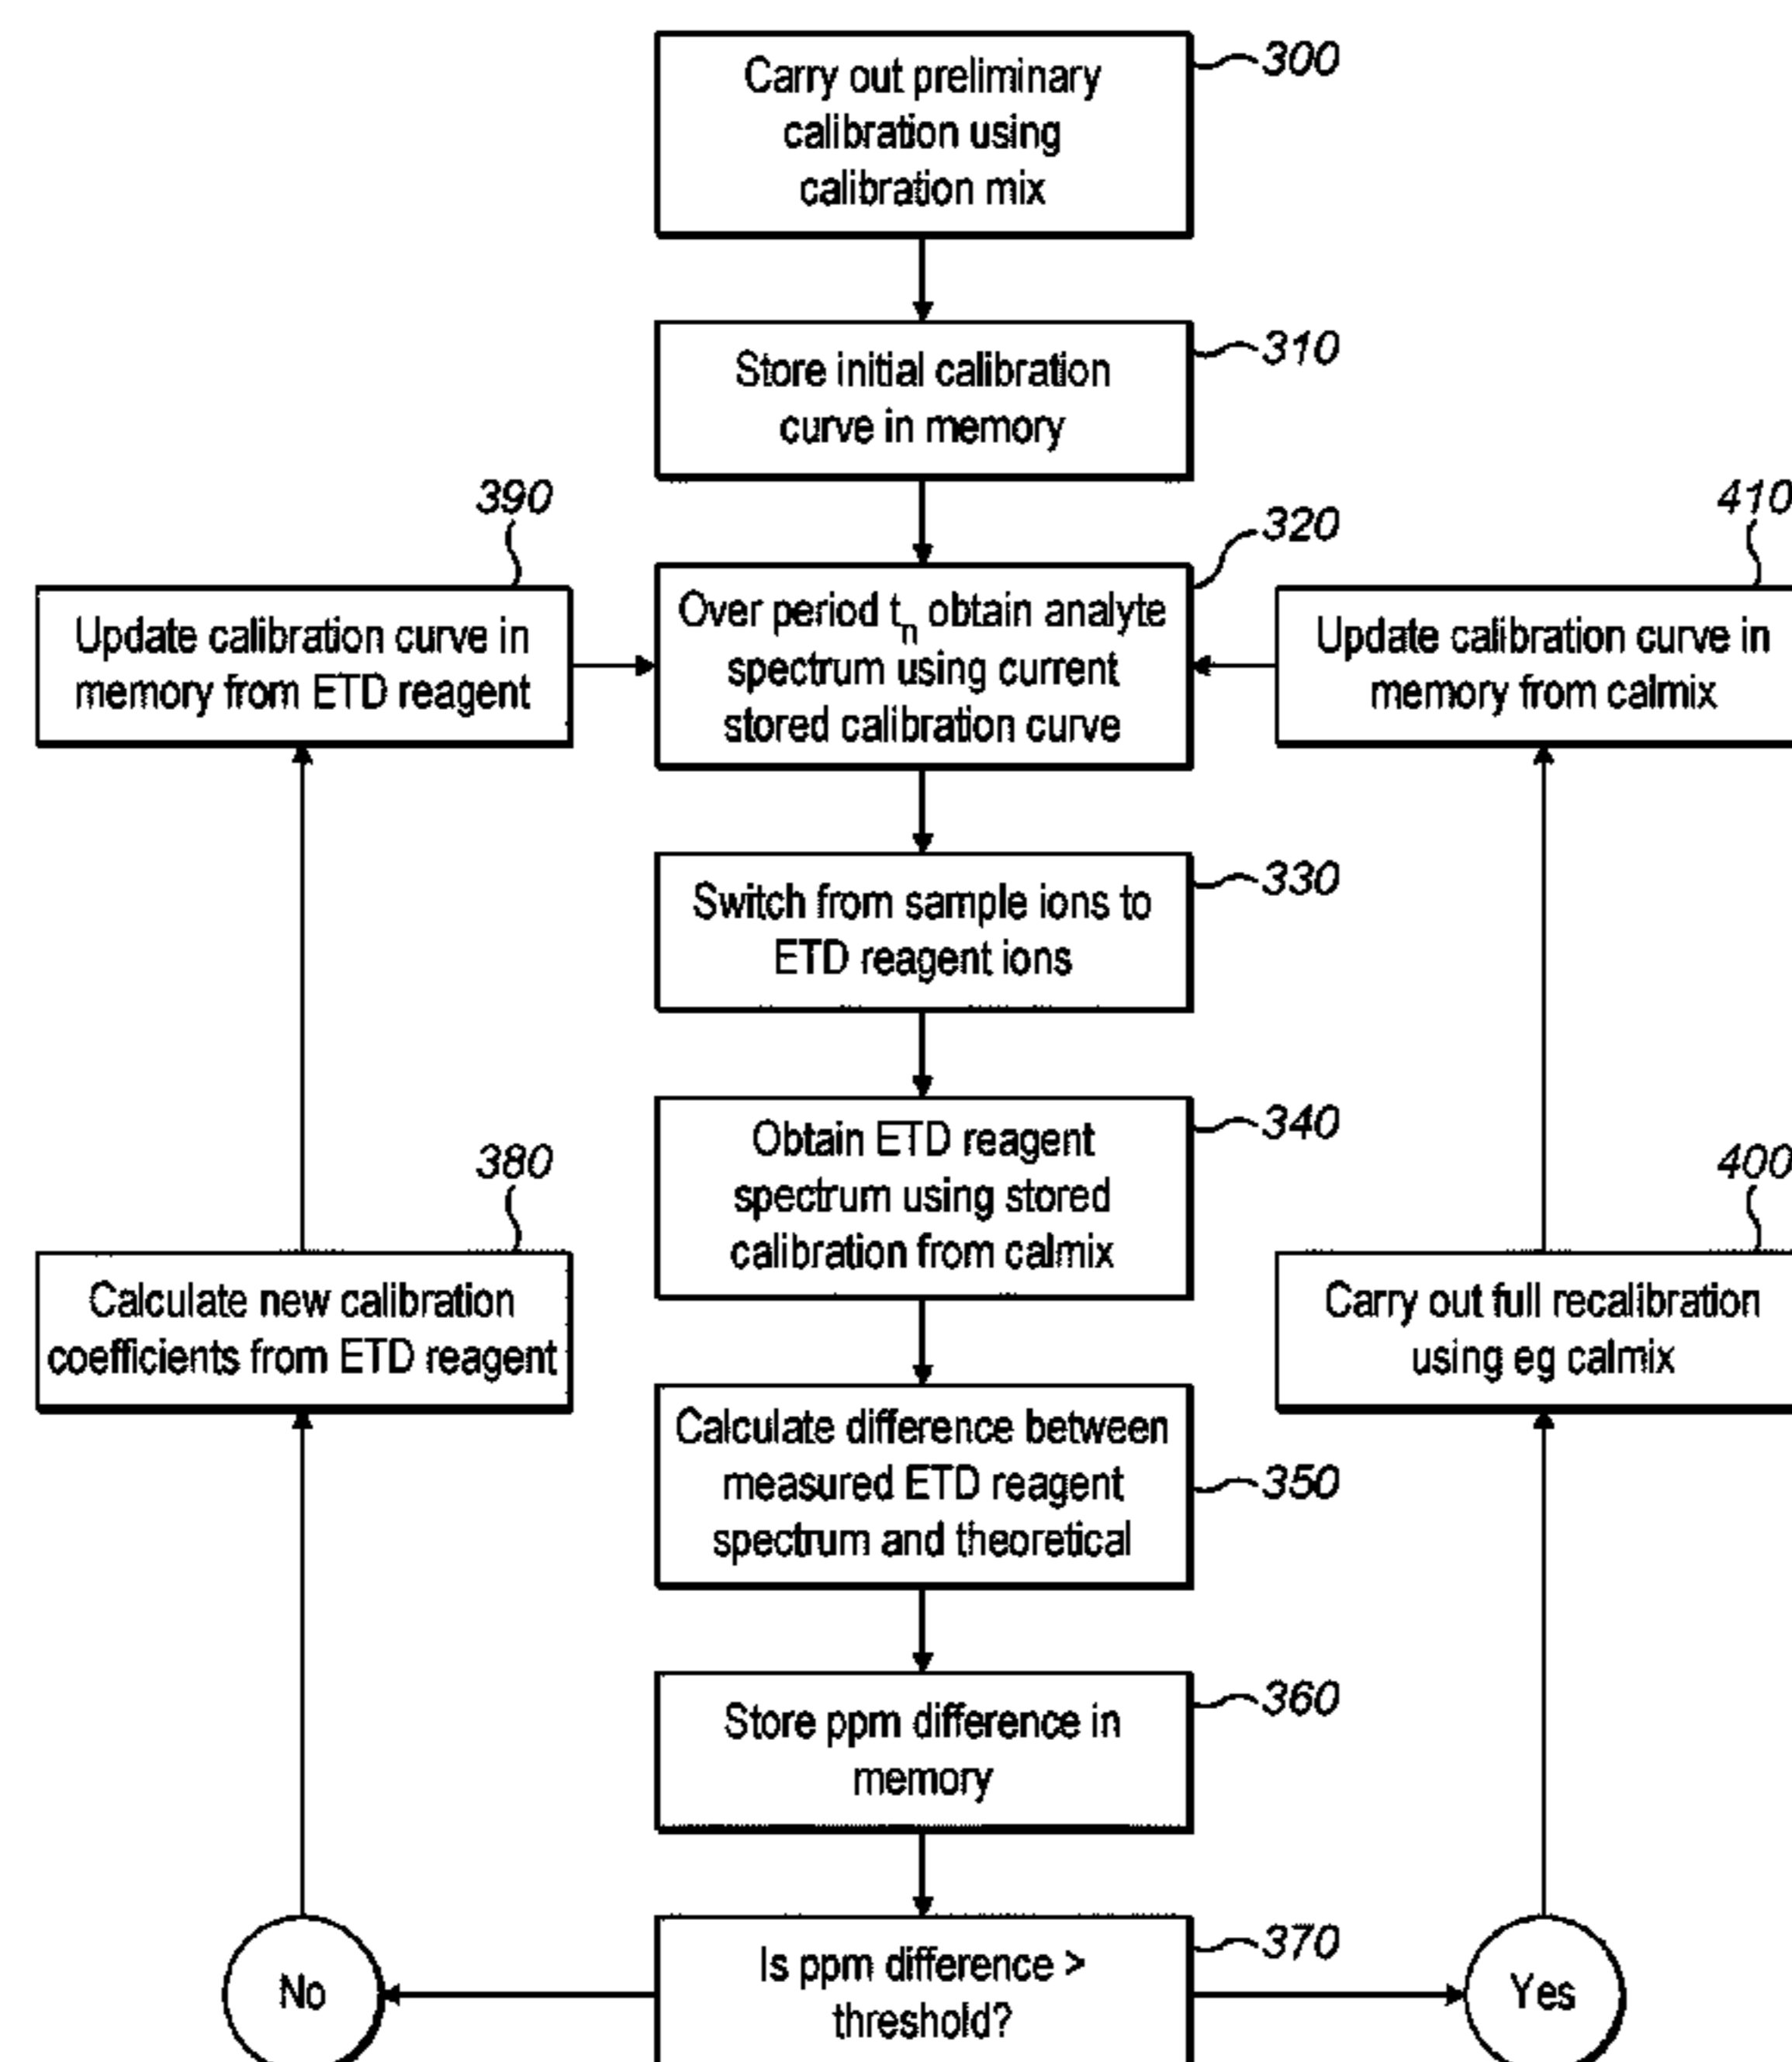 Carry out preliminary
calibration using
calibration mix
300
Store initial calibration
curve in memory
310
390
Update calibration curve in
memory from ETD reagent
320
Over period tn obtain analyte
spectrum using current
stored calibration curve
410
Update calibration curve in
memory from calmix
Switch from sample ions to
ETD reagent ions
330
Obtain ETD reagent
spectrum using stored
calibration from calmix
340
380
Calculate new calibration
coefficients from ETD reagent
400
Carry out full recalibration
using eg calmix
Calculate difference between
measured ETD reagent
spectrum and theoretical
350
Store ppm difference in
memory
360
No
Is ppm difference >
threshold?
370
Yes